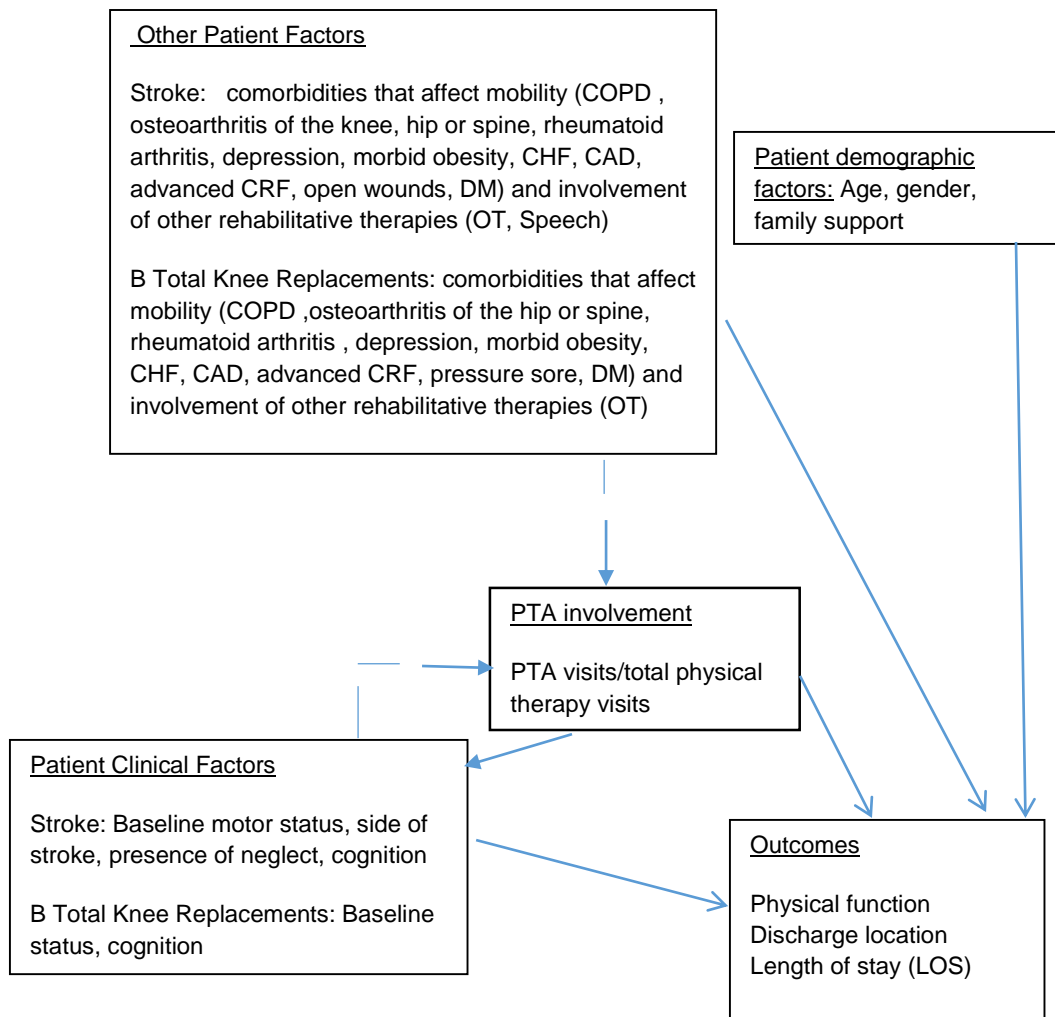 Other Patient Factors
Stroke:   comorbidities that affect mobility (COPD ,
osteoarthritis of the knee, hip or spine, rheumatoid
arthritis, depression, morbid obesity, CHF, CAD,
advanced CRF, open wounds, DM) and involvement
of other rehabilitative therapies (OT, Speech)
B Total Knee Replacements: comorbidities that affect
mobility (COPD ,osteoarthritis of the hip or spine,
rheumatoid arthritis , depression, morbid obesity,
CHF, CAD, advanced CRF, pressure sore, DM) and
involvement of other rehabilitative therapies (OT)
Patient demographic
factors: Age, gender,
family support
PTA involvement
PTA visits/total physical
therapy visits
Patient Clinical Factors
Stroke: Baseline motor status, side of
stroke, presence of neglect, cognition
B Total Knee Replacements: Baseline
status, cognition
Outcomes
Physical function
Discharge location
Length of stay (LOS)